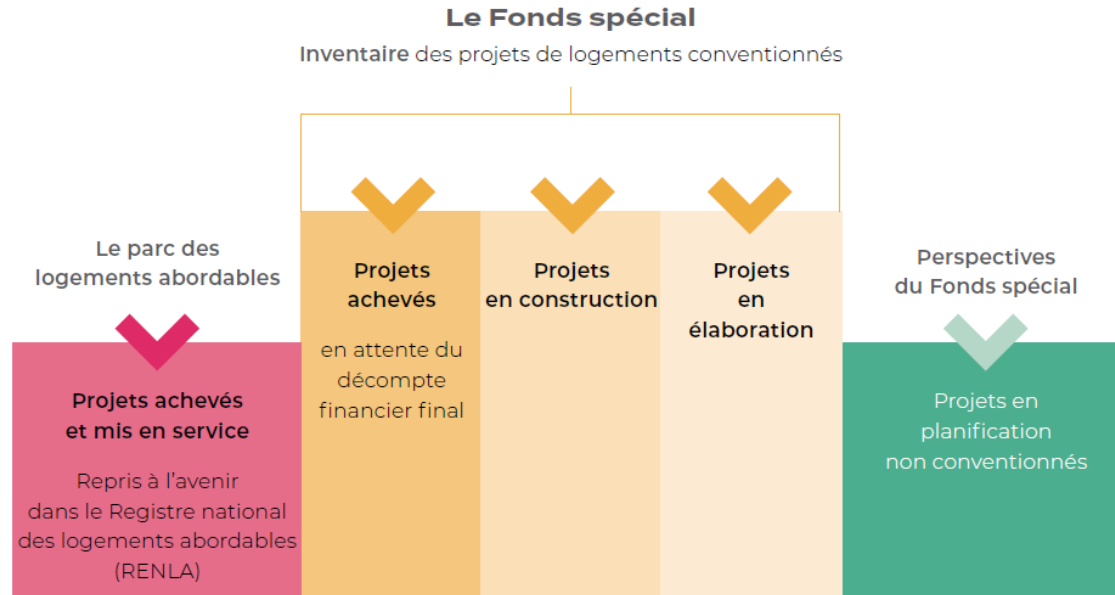 Le Fonds spécial
Inventaire des projets de logements conventionnés
Le parc des
logements abordables
Projets achevés
et mis en service
Repris à l'avenir
dans le Registre national
des logements abordables
(RENLA)
Projets
achevés
en attente du
décompte
financier final
Projets
en construction
Projets
en
élaboration
Perspectives
du Fonds spécial
Projets en
planification
non conventionnés